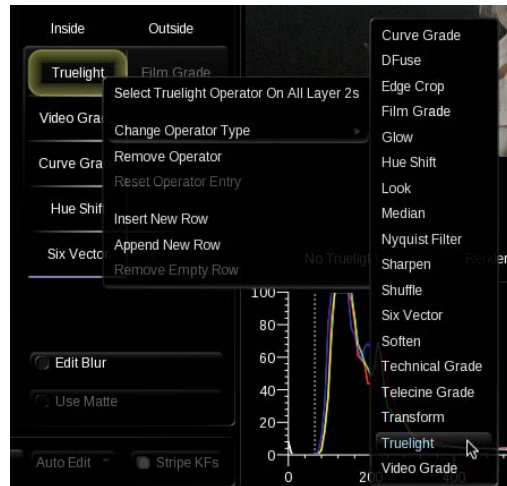 Inside Outside
Truelight Film Grade
Video Gra
Curve Gra
Hue Shif
Six Vecto
Edit Blur
Use Matte
Auto Edit Stripe KFs
Select Truelight Operator On All Layer 2s
Change Operator Type
Remove Operator
Reset Operator Entry
Insert New Row
Append New Row
Remove Empty Row
No Truelig
100
80
60
40
20
0
0
200
Curve Grade
DFuse
Edge Crop
Film Grade
Glow
Hue Shift
Look
Median
Nyquist Filter
Sharpen
Shuffle
Six Vector
Soften
Technical Grade
Telecine Grade
Transform
Truelight
Video Grade